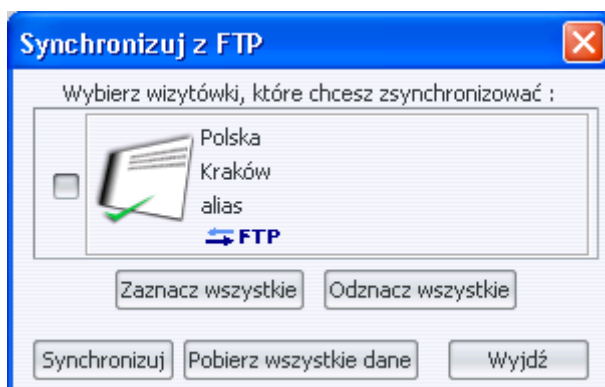 Synchronizuj z FTP
Wybierz wizytówki, które chcesz zsynchronizować :
Polska
Kraków
alias
FTP
Zaznacz wszystkie Odznacz wszystkie
Synchronizuj Pobierz wszystkie dane Wyjdź